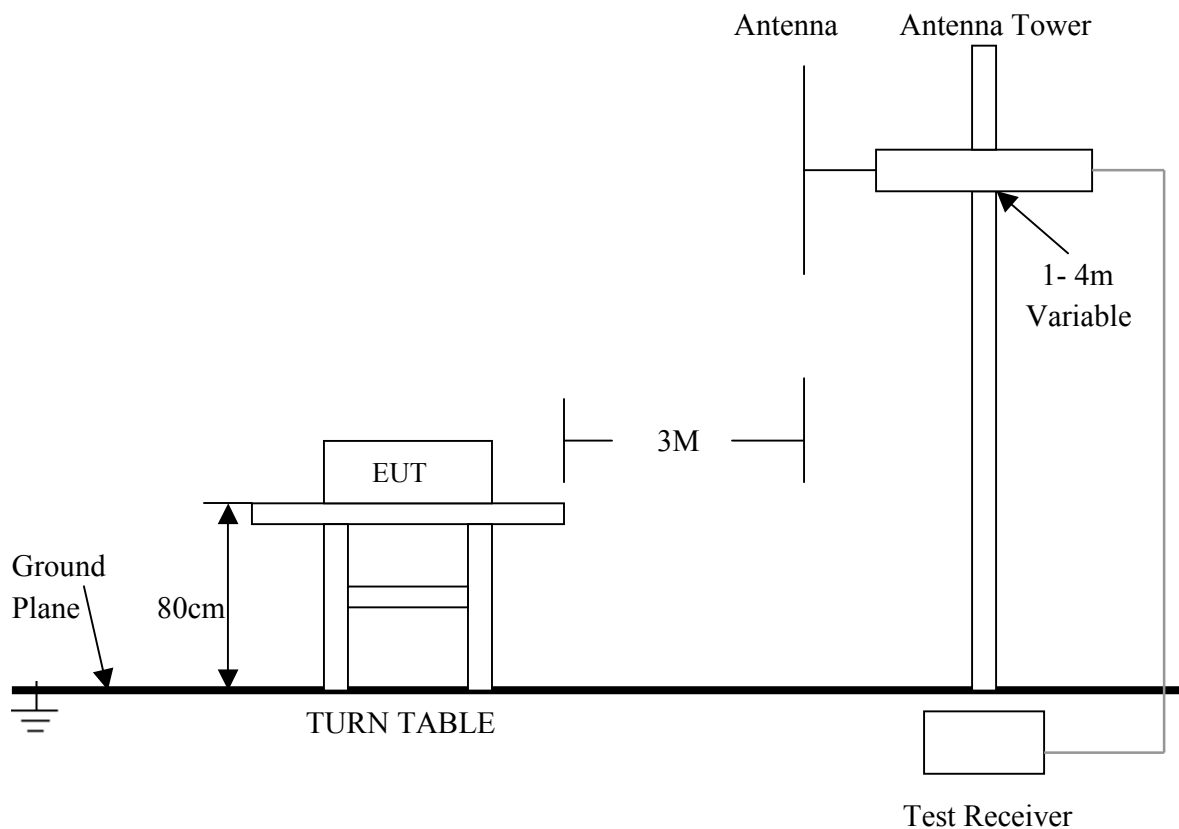 Antenna
Antenna Tower
1- 4m
Variable
3M
EUT
Ground
Plane
80cm
TURN TABLE
Test Receiver